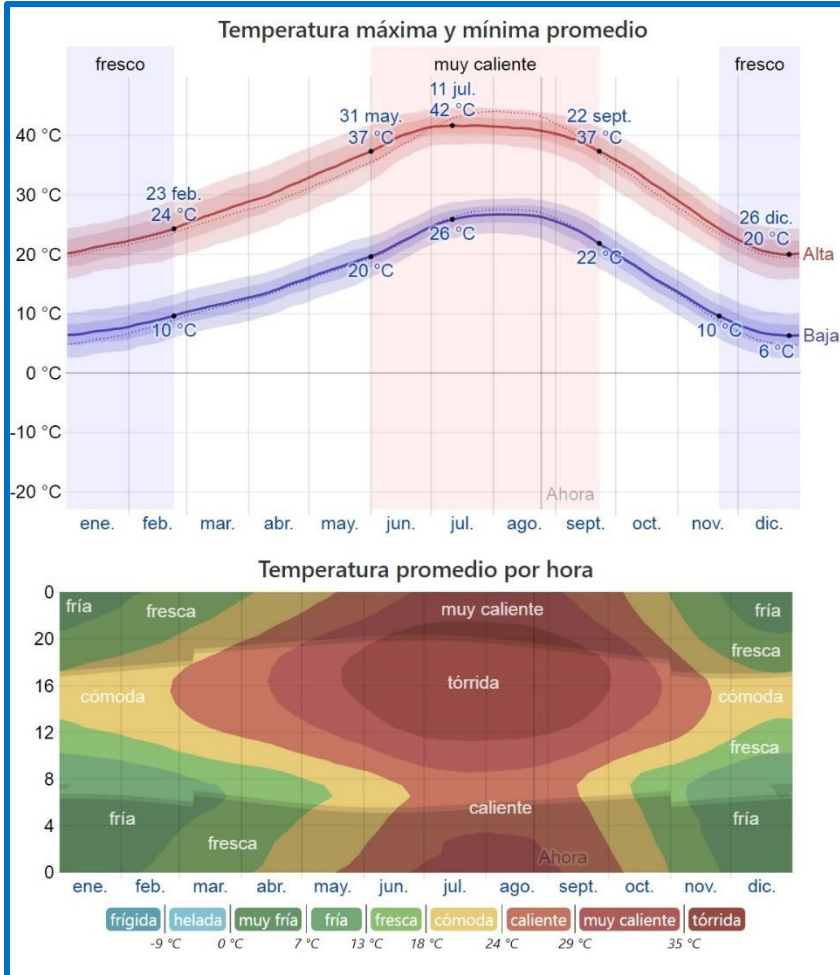 Temperatura máxima y mínima promedio
fresco muy caliente fresco
11 jul.
42 °C
31 may.
37 °C
22 sept.
37 °C
40 °C
30 °C
23 feb.
24 °C
26 °C
26 dic.
20 °C
20 °C Alta
20 °C
22 °C
10 °C
10 °C
10 °C
Baja
6 °C
0 °C
-10 °C
-20 °C
Ahora
ene. feb. mar. abr. may. jun. jul. ago. sept. oct. nov. dic.
Temperatura promedio por hora
0
fría fresca muy caliente fría
20
fresca
16
cómoda tórrida cómoda
12
fresca
8
caliente
fría fría
4
fresca
Ahora
0
ene. feb. mar. abr. may. jun. jul. ago. sept. oct. nov. dic.
frígida helada muy fría fría fresca cómoda caliente muy caliente tórrida
-9 °C 0 °C 7 °C 13 °C 18 °C 24 °C 29 °C 35 °C